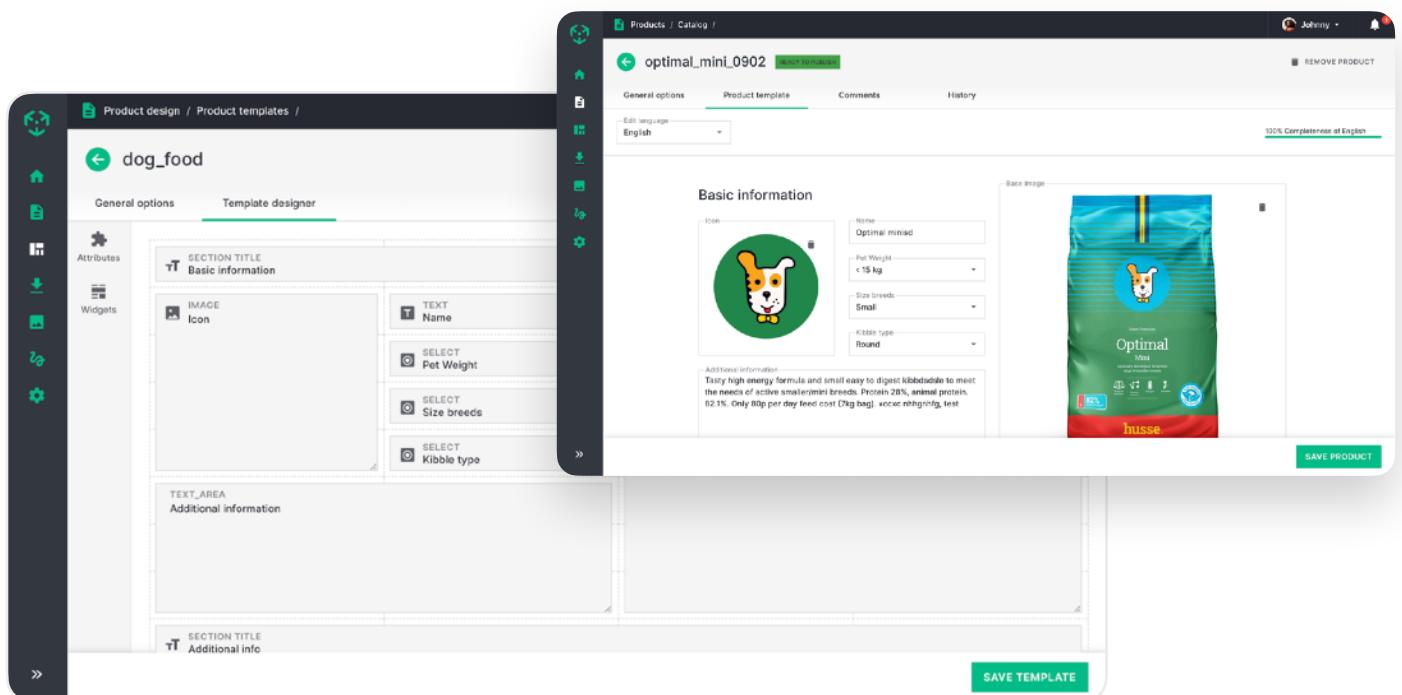 Products / Catalog /
Johnny
optimal_mini_0902
READY TO PUBLISH
REMOVE PRODUCT
General options
Product template
Comments
History
Edit language
English
100% Completeness of English
Basic information
Icon
Name
Optimal minisd
Pet Weight
< 15 kg
Size breeds
Small
Kibble type
Round
Additional information
Tasty high energy formula and small easy to digest kibbdsdsle to meet
the needs of active smaller/mini breeds. Protein 28%, animal protein.
62.1%. Only 80p per day feed cost (7kg bag). xocxc nhhgnhfg, test
Base image
Optimal
Mini
82%
husse.
SAVE PRODUCT
Product design / Product templates /
dog_food
General options
Template designer
Attributes
Widgets
SECTION TITLE
Basic information
IMAGE
Icon
TEXT
Name
SELECT
Pet Weight
SELECT
Size breeds
SELECT
Kibble type
TEXT_AREA
Additional information
SECTION TITLE
Additional info
SAVE TEMPLATE